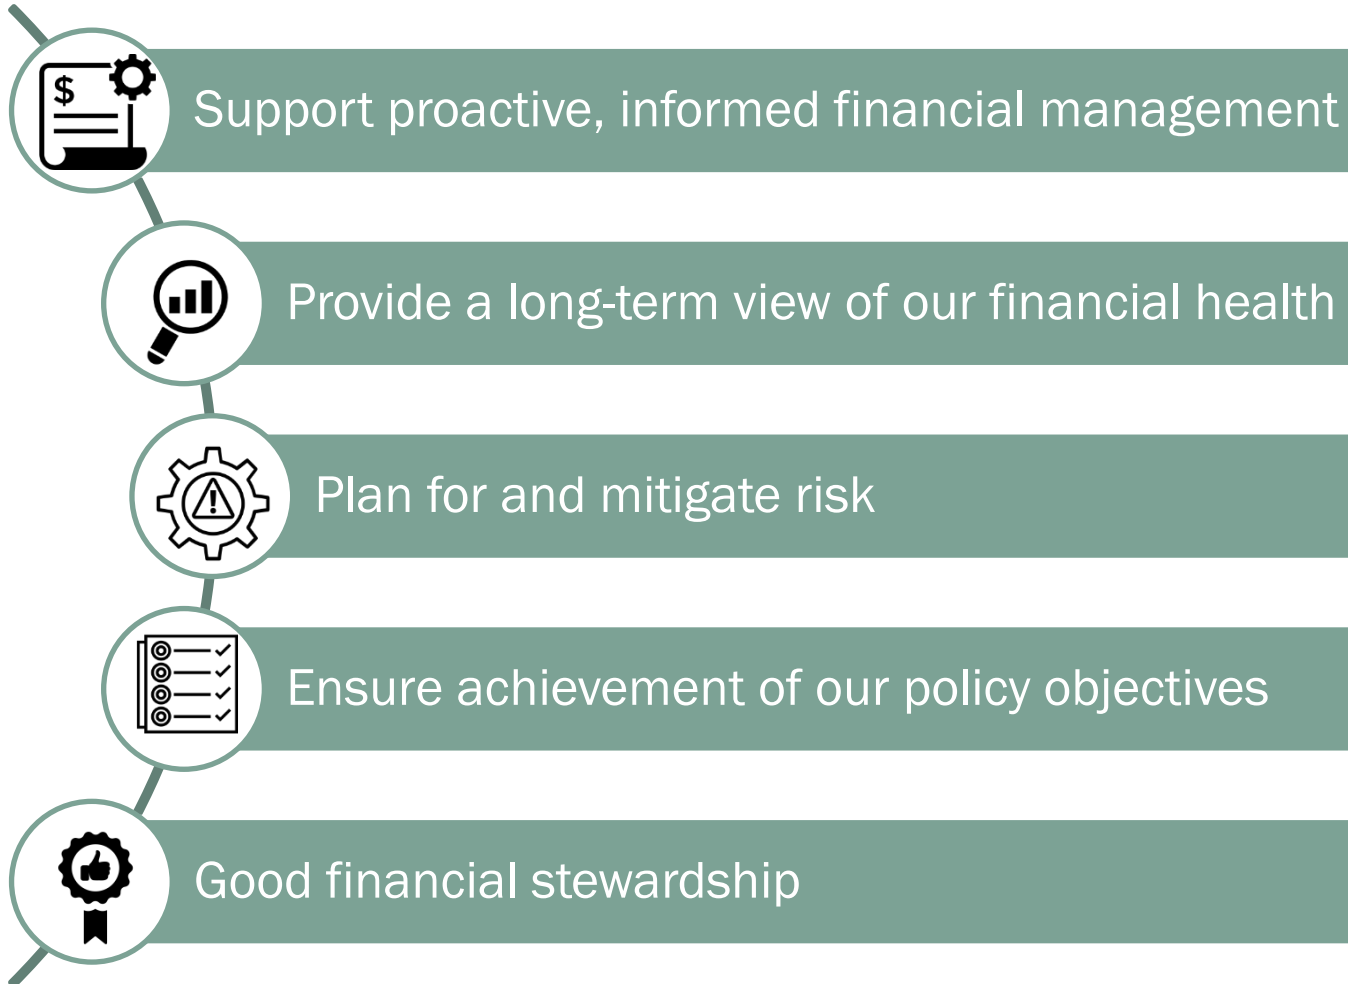 $
Support proactive, informed financial management
Provide a long-term view of our financial health
Plan for and mitigate risk
Ensure achievement of our policy objectives
Good financial stewardship